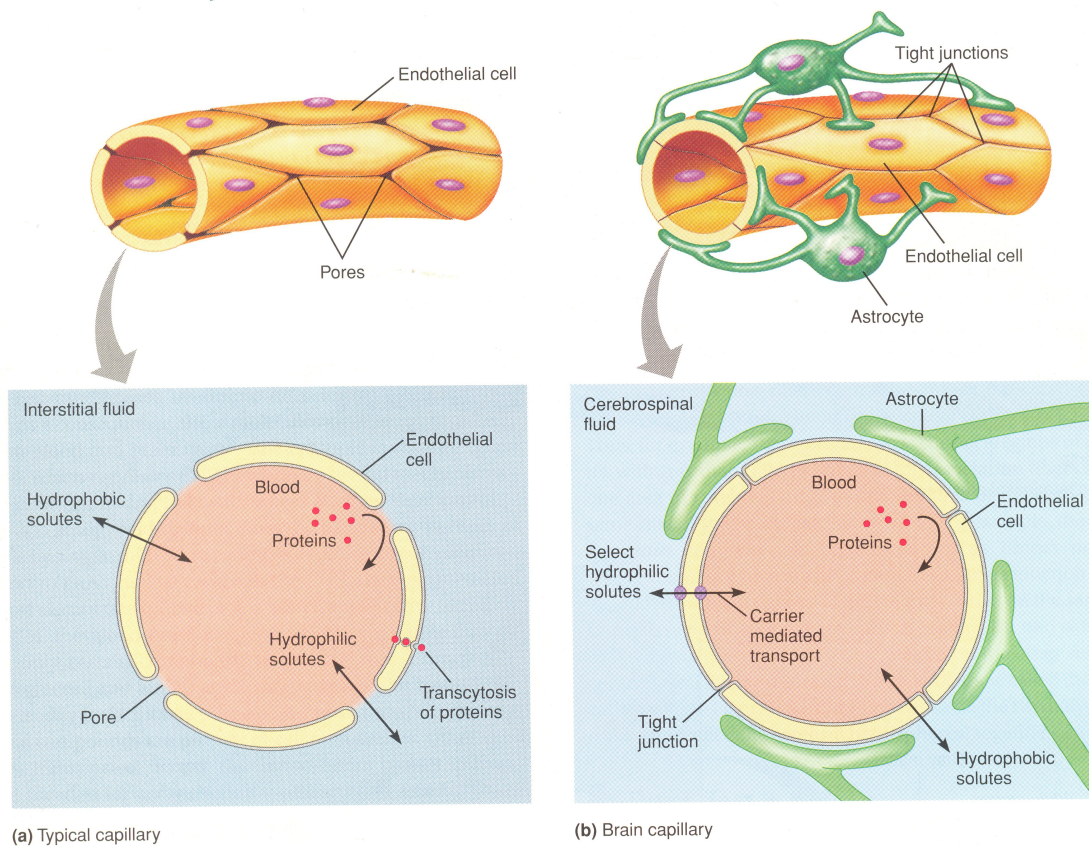 Endothelial cell
Pores
Tight junctions
Endothelial cell
Astrocyte
Interstitial fluid
Endothelial
cell
Blood
Hydrophobic
solutes
Proteins
Hydrophilic
solutes
Transcytosis
of proteins
Pore
(a) Typical capillary
Cerebrospinal
fluid
Astrocyte
Blood
Endothelial
cell
Proteins
Select
hydrophilic
solutes
Carrier
mediated
transport
Tight
junction
Hydrophobic
solutes
(b) Brain capillary